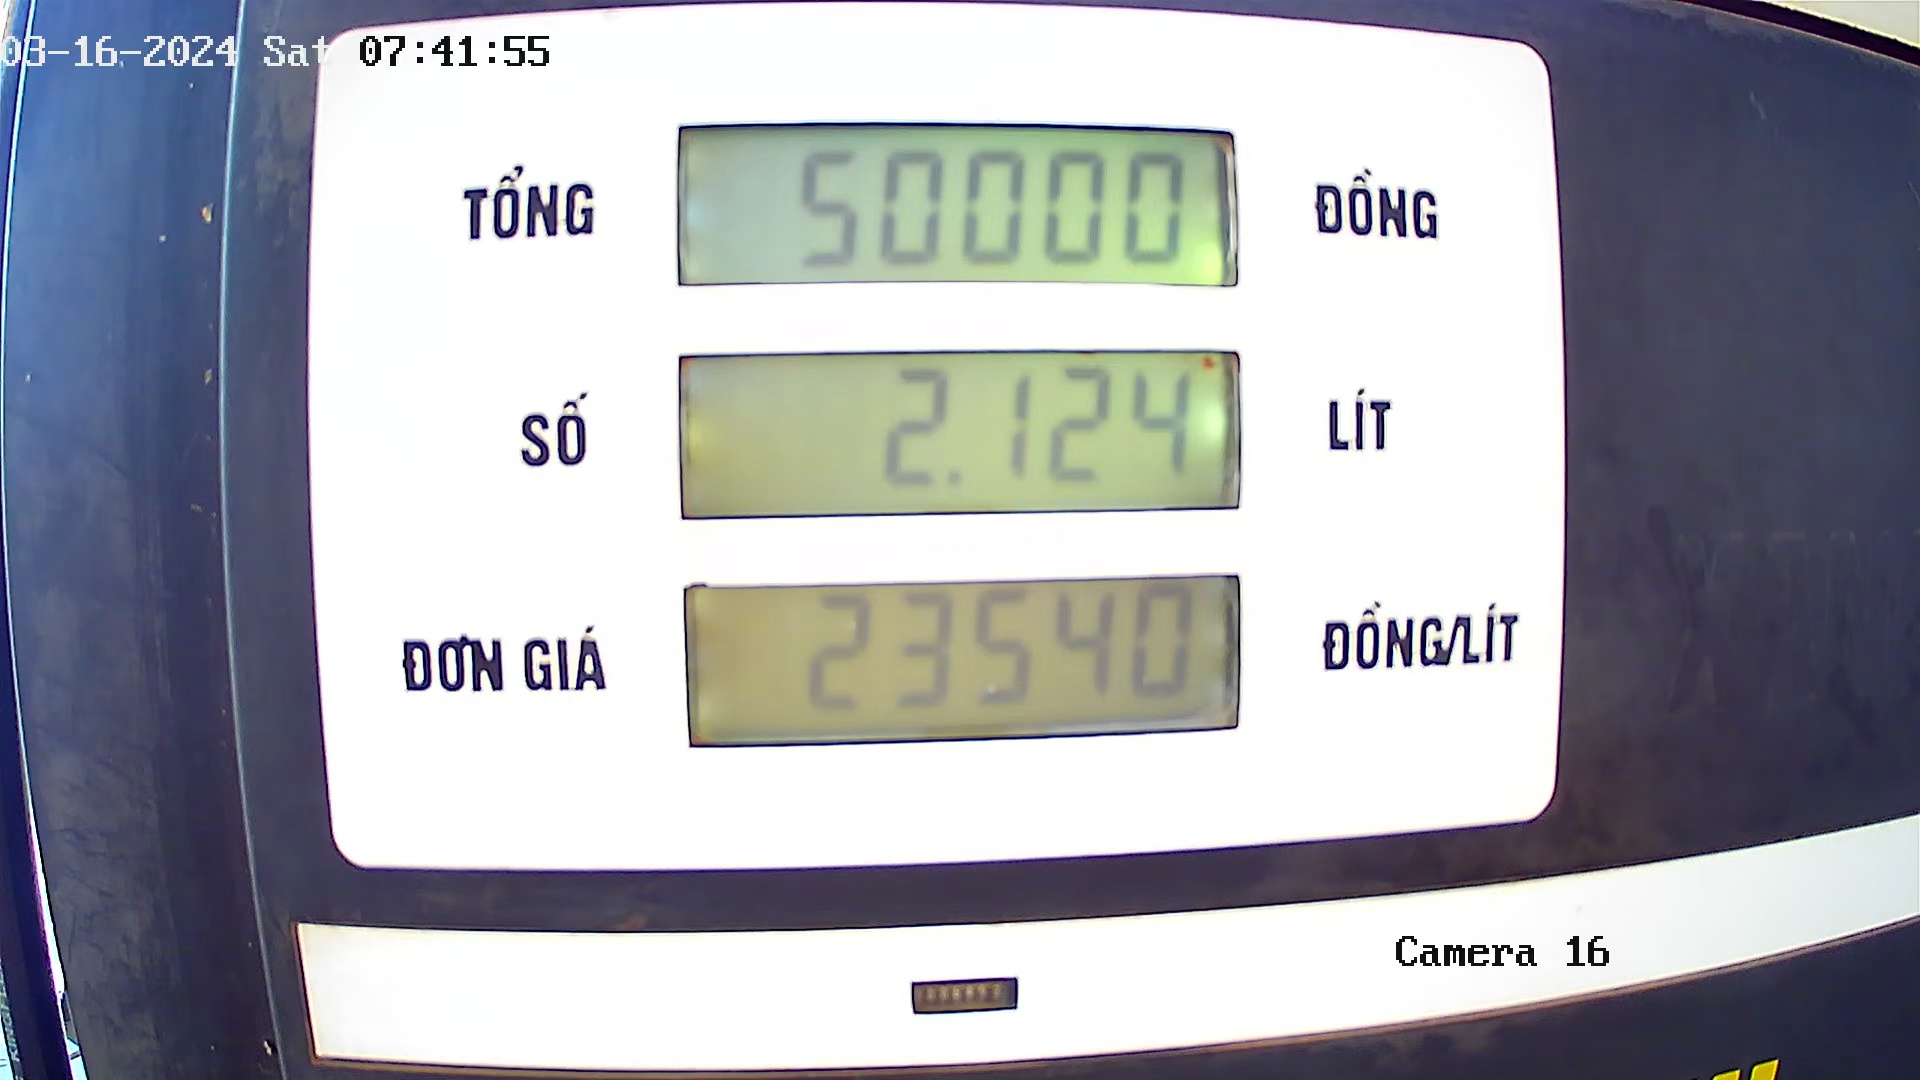 03-16-2024 Sat 07:41:55
TỔNG 50000 ĐỒNG
SỐ 2.124 LÍT
ĐƠN GIÁ 23540 ĐỒNG/LÍT
Camera 16